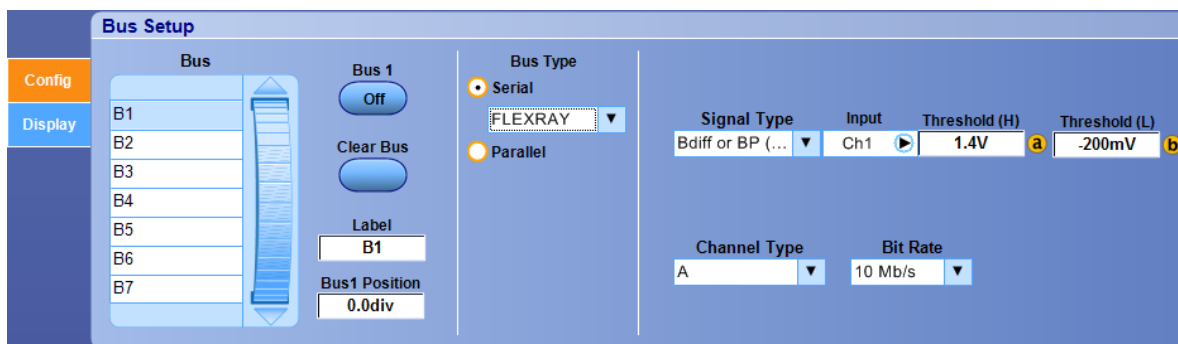 Bus Setup
Config
Display
Bus
B1
B2
B3
B4
B5
B6
B7
Bus 1
Off
Clear Bus
Label
B1
Bus1 Position
0.0div
Bus Type
Serial
FLEXRAY
Parallel
Signal Type
Bdiff or BP (...
Input
Ch1
Threshold (H)
1.4V
a
Threshold (L)
-200mV
b
Channel Type
A
Bit Rate
10 Mb/s